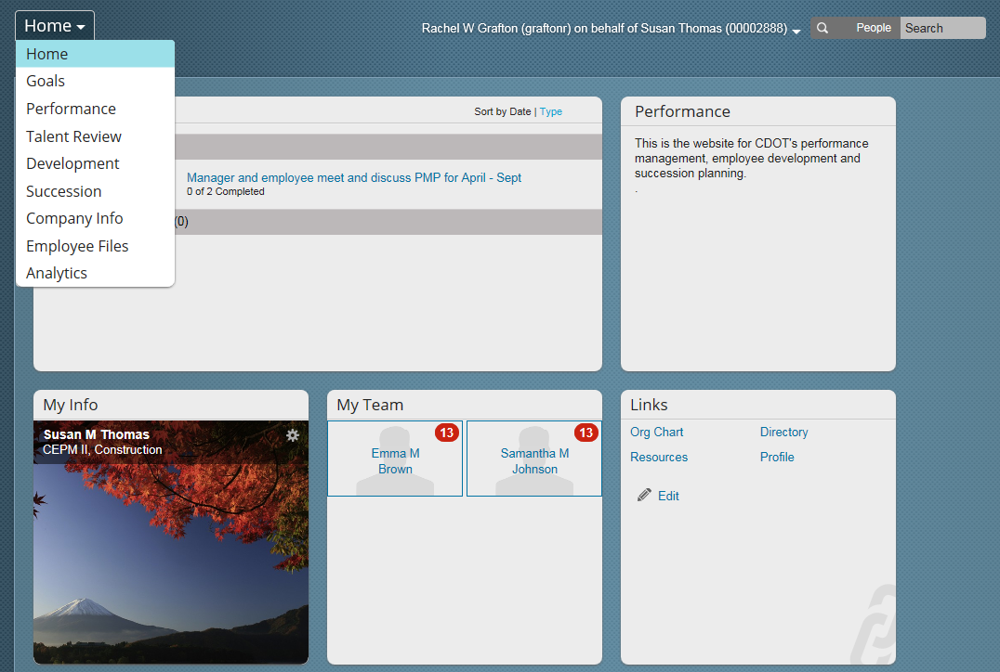 Home
Rachel W Grafton (graftonr) on behalf of Susan Thomas (00002888)
People
Search
Home
Goals
Performance
Talent Review
Development
Succession
Company Info
Employee Files
Analytics
Sort by Date | Type
Manager and employee meet and discuss PMP for April - Sept
0 of 2 Completed
(0)
Performance
This is the website for CDOT's performance
management, employee development and
succession planning.
.
My Info
Susan M Thomas
CEPM II, Construction
My Team
13
Emma M
Brown
13
Samantha M
Johnson
Links
Org Chart
Directory
Resources
Profile
Edit